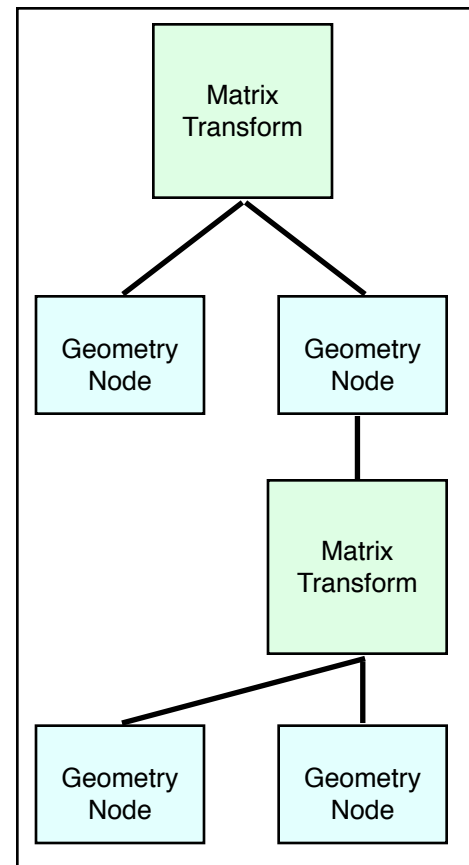 Matrix
Transform
Geometry
Node
Geometry
Node
Matrix
Transform
Geometry
Node
Geometry
Node